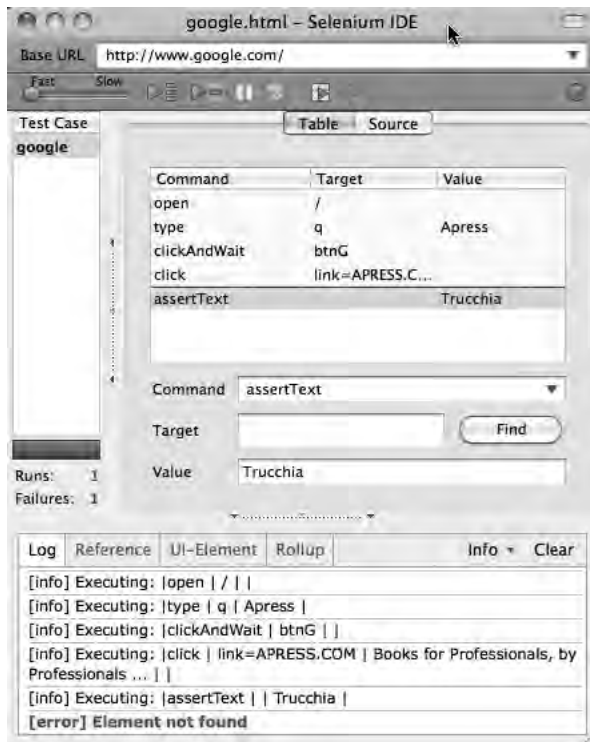 google.html – Selenium IDE
Base URL http://www.google.com/
Fast Slow
Table Source
Test Case
google
Command Target Value
open /
type q Apress
clickAndWait btnG
click link=APRESS.C...
assertText Trucchia
Command assertText
Target Find
Value Trucchia
Runs: 1
Failures: 1
Log Reference UI-Element Rollup Info Clear
[info] Executing: |open | / | |
[info] Executing: |type | q | Apress |
[info] Executing: |clickAndWait | btnG | |
[info] Executing: |click | link=APRESS.COM | Books for Professionals, by
Professionals ... | |
[info] Executing: |assertText | | Trucchia |
[error] Element not found